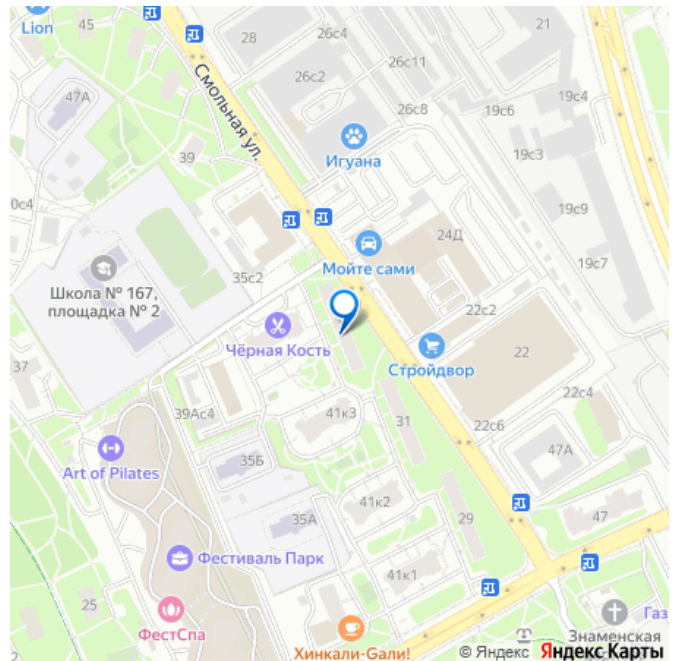 Lion
45
28
26с4
21
26с2
26с11
47А
Смольная ул.
26с8
19с4
19с6
Игуана
39
19с3
0с4
19с9
24Д
35с2
Мойте сами
19с7
Школа № 167,
площадка № 2
22с2
Чёрная Кость
22
37
Стройдвор
22с4
39Ас4
41к3
31
22с6
47А
Art of Pilates
35Б
41к2
35А
29
47
Фестиваль Парк
41к1
25
ФестСпа
Газ
Знаменская
Хинкали-Gали!
© Яндекс Яндекс Карты